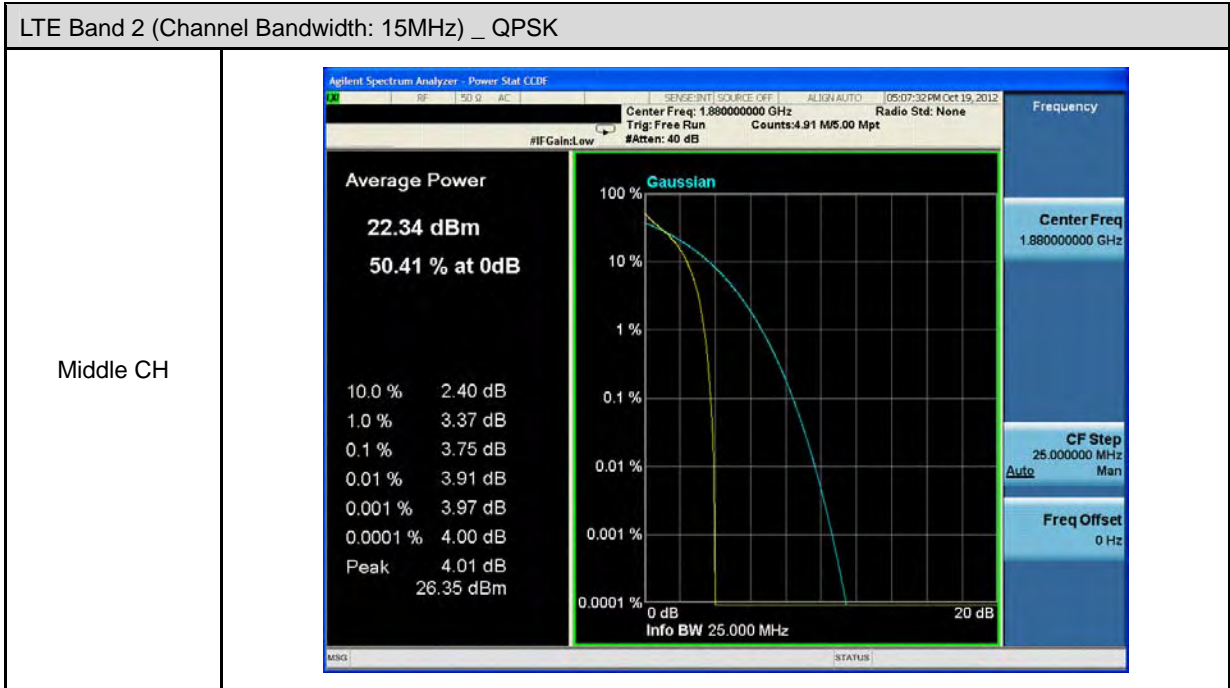 LTE Band 2 (Channel Bandwidth: 15MHz) _ QPSK
Middle CH
Agilent Spectrum Analyzer - Power Stat CCDF
RF 50 Ω AC SENSE:INT SOURCE OFF ALIGN AUTO 05:07:32 PM Oct 19, 2012
Center Freq: 1.880000000 GHz Radio Std: None
Trig: Free Run Counts:4.91 M/5.00 Mpt
#IFGain:Low #Atten: 40 dB
Average Power
22.34 dBm
50.41 % at 0dB
10.0 % 2.40 dB
1.0 % 3.37 dB
0.1 % 3.75 dB
0.01 % 3.91 dB
0.001 % 3.97 dB
0.0001 % 4.00 dB
Peak 4.01 dB
26.35 dBm
Gaussian
100 %
10 %
1 %
0.1 %
0.01 %
0.001 %
0.0001 %
0 dB 20 dB
Info BW 25.000 MHz
Frequency
Center Freq
1.880000000 GHz
CF Step
25.000000 MHz
Auto Man
Freq Offset
0 Hz
MSG STATUS